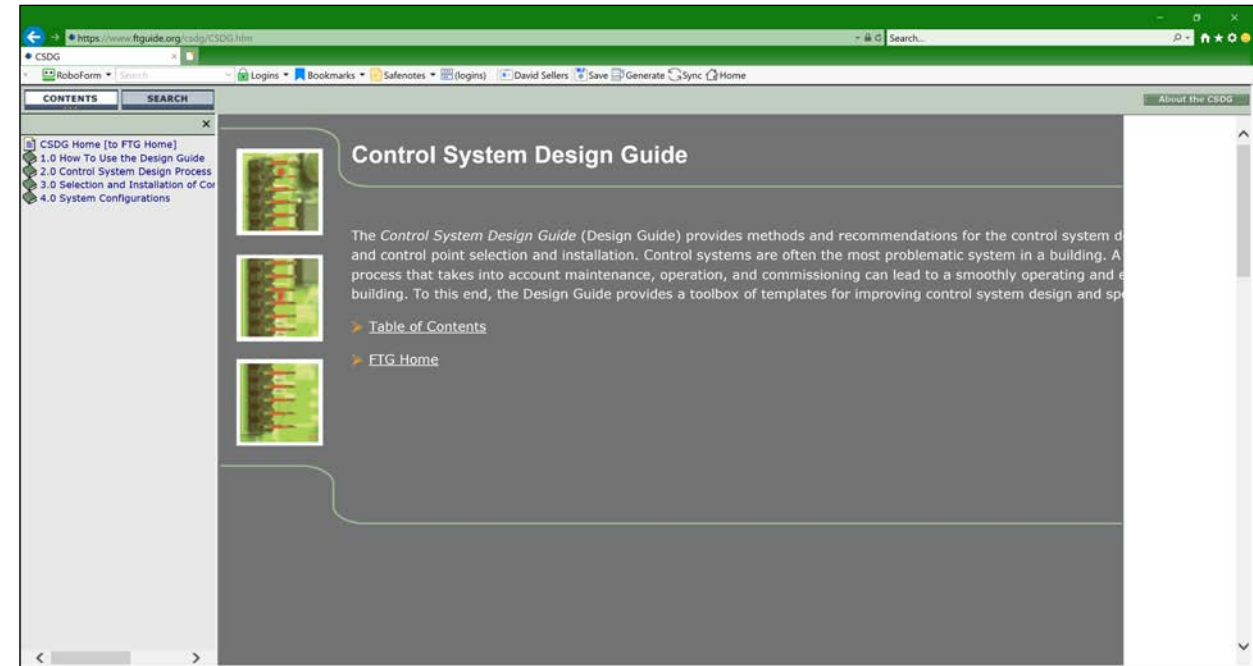 https://www.ftguide.org/csdg/CSDG.htm
Search...
CSDG
RoboForm Search Logins Bookmarks Safenotes (logins) David Sellers Save Generate Sync Home
CONTENTS SEARCH
About the CSDG
CSDG Home [to FTG Home]
1.0 How To Use the Design Guide
2.0 Control System Design Process
3.0 Selection and Installation of Cor
4.0 System Configurations
Control System Design Guide
The Control System Design Guide (Design Guide) provides methods and recommendations for the control system d
and control point selection and installation. Control systems are often the most problematic system in a building. A
process that takes into account maintenance, operation, and commissioning can lead to a smoothly operating and e
building. To this end, the Design Guide provides a toolbox of templates for improving control system design and spe
Table of Contents
FTG Home